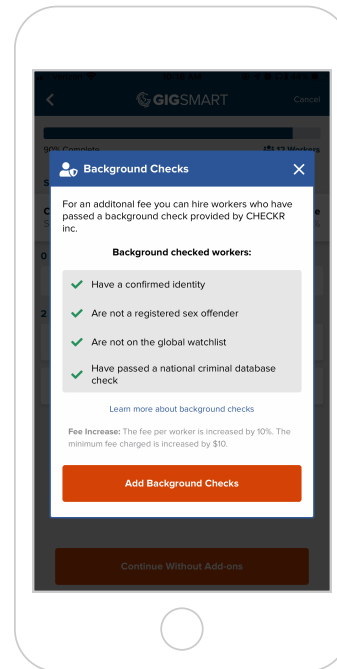 GIGSMART
Cancel
90% Complete
12 Workers
Background Checks
For an additonal fee you can hire workers who have
passed a background check provided by CHECKR
inc.
Background checked workers:
Have a confirmed identity
Are not a registered sex offender
Are not on the global watchlist
Have passed a national criminal database
check
Learn more about background checks
Fee Increase: The fee per worker is increased by 10%. The
minimum fee charged is increased by $10.
Add Background Checks
Continue Without Add-ons